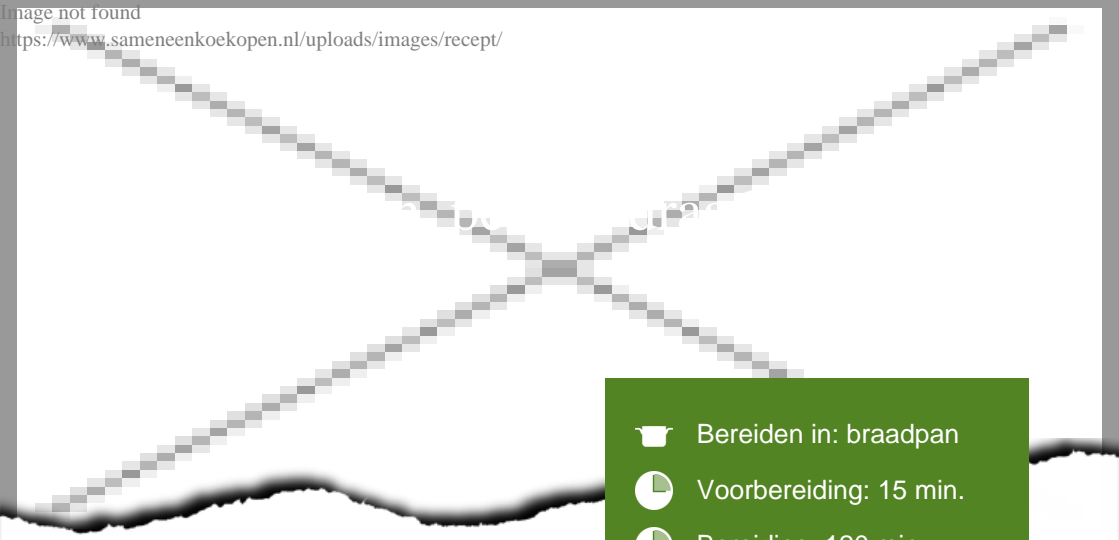 Image not found
https://www.sameneenkoekopen.nl/uploads/images/recept/
Bereiden in: braadpan
Voorbereiding: 15 min.